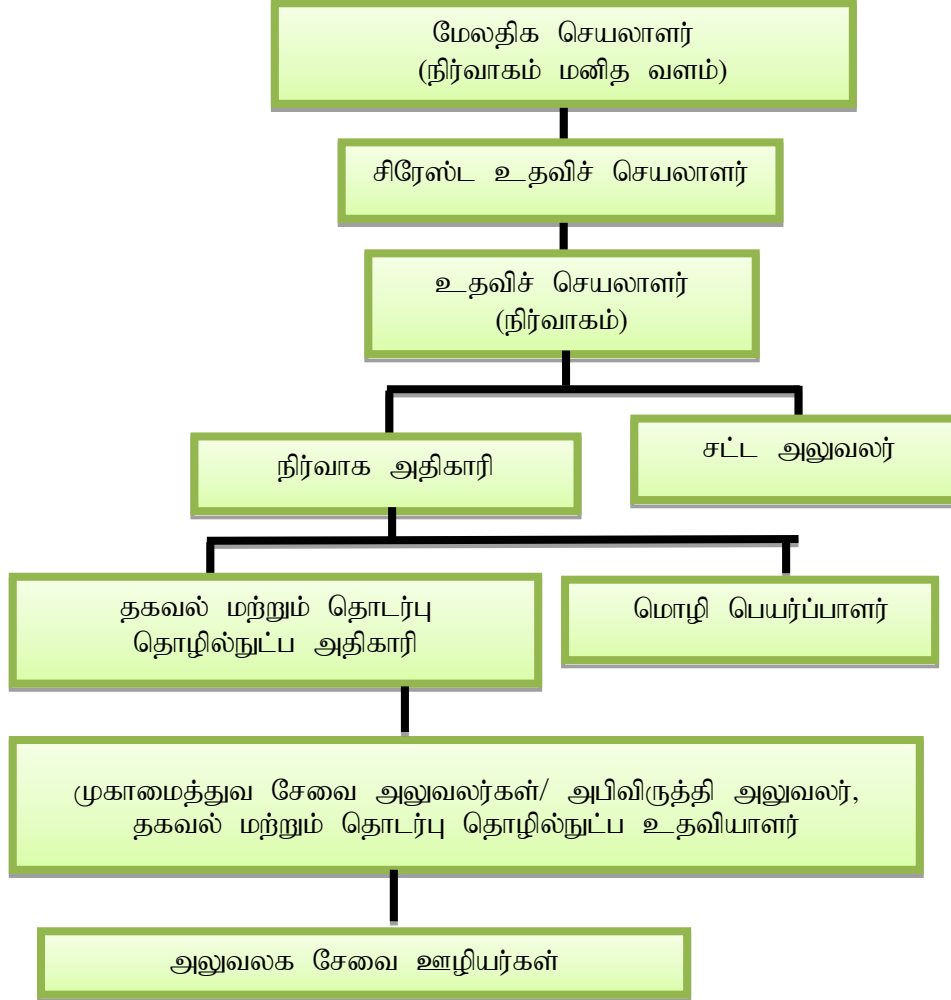 மேலதிக செயலாளர்
(நிர்வாகம் மனித வளம்)
சிரேஸ்ட உதவிச் செயலாளர்
உதவிச் செயலாளர்
(நிர்வாகம்)
நிர்வாக அதிகாரி
சட்ட அலுவலர்
தகவல் மற்றும் தொடர்பு
தொழில்நுட்ப அதிகாரி
மொழி பெயர்ப்பாளர்
முகாமைத்துவ சேவை அலுவலர்கள்/ அபிவிருத்தி அலுவலர்,
தகவல் மற்றும் தொடர்பு தொழில்நுட்ப உதவியாளர்
அலுவலக சேவை ஊழியர்கள்